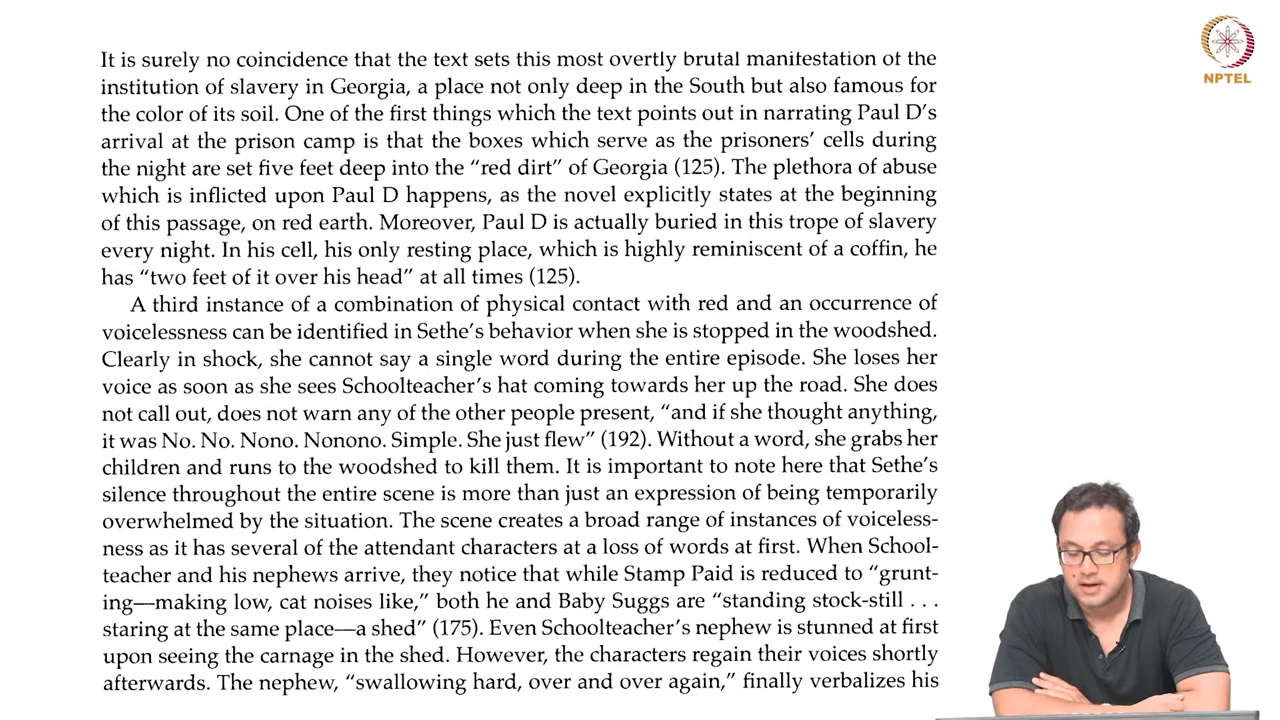 It is surely no coincidence that the text sets this most overtly brutal manifestation of the
institution of slavery in Georgia, a place not only deep in the South but also famous for
the color of its soil. One of the first things which the text points out in narrating Paul D's
arrival at the prison camp is that the boxes which serve as the prisoners' cells during
the night are set five feet deep into the "red dirt" of Georgia (125). The plethora of abuse
which is inflicted upon Paul D happens, as the novel explicitly states at the beginning
of this passage, on red earth. Moreover, Paul D is actually buried in this trope of slavery
every night. In his cell, his only resting place, which is highly reminiscent of a coffin, he
has "two feet of it over his head" at all times (125).
A third instance of a combination of physical contact with red and an occurrence of
voicelessness can be identified in Sethe's behavior when she is stopped in the woodshed.
Clearly in shock, she cannot say a single word during the entire episode. She loses her
voice as soon as she sees Schoolteacher's hat coming towards her up the road. She does
not call out, does not warn any of the other people present, "and if she thought anything,
it was No. No. Nono. Nonono. Simple. She just flew" (192). Without a word, she grabs her
children and runs to the woodshed to kill them. It is important to note here that Sethe's
silence throughout the entire scene is more than just an expression of being temporarily
overwhelmed by the situation. The scene creates a broad range of instances of voiceless-
ness as it has several of the attendant characters at a loss of words at first. When School-
teacher and his nephews arrive, they notice that while Stamp Paid is reduced to "grunt-
ing—making low, cat noises like," both he and Baby Suggs are "standing stock-still . . .
staring at the same place—a shed" (175). Even Schoolteacher's nephew is stunned at first
upon seeing the carnage in the shed. However, the characters regain their voices shortly
afterwards. The nephew, "swallowing hard, over and over again," finally verbalizes his
NPTEL